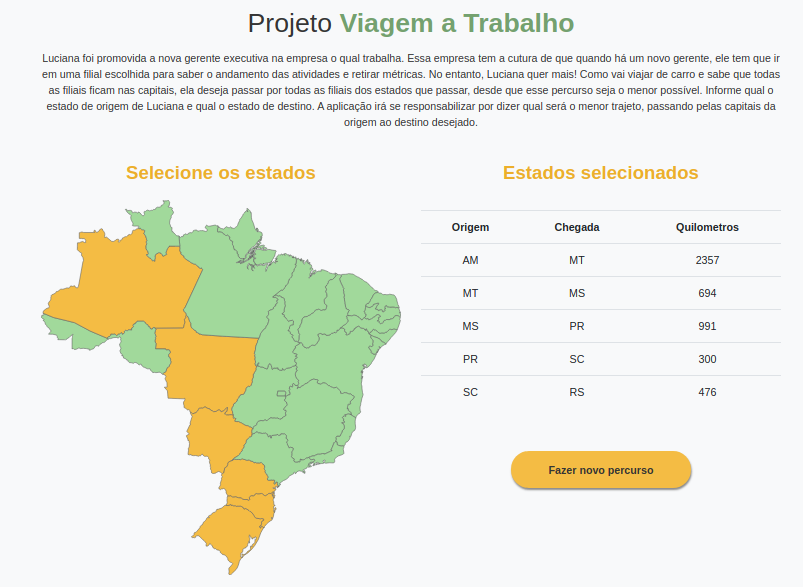 Projeto Viagem a Trabalho
Luciana foi promovida a nova gerente executiva na empresa o qual trabalha. Essa empresa tem a cutura de que quando há um novo gerente, ele tem que ir
em uma filial escolhida para saber o andamento das atividades e retirar métricas. No entanto, Luciana quer mais! Como vai viajar de carro e sabe que todas
as filiais ficam nas capitais, ela deseja passar por todas as filiais dos estados que passar, desde que esse percurso seja o menor possível. Informe qual o
estado de origem de Luciana e qual o estado de destino. A aplicação irá se responsabilizar por dizer qual será o menor trajeto, passando pelas capitais da
origem ao destino desejado.
Selecione os estados
Estados selecionados
Origem Chegada Quilometros
AM MT 2357
MT MS 694
MS PR 991
PR SC 300
SC RS 476
Fazer novo percurso